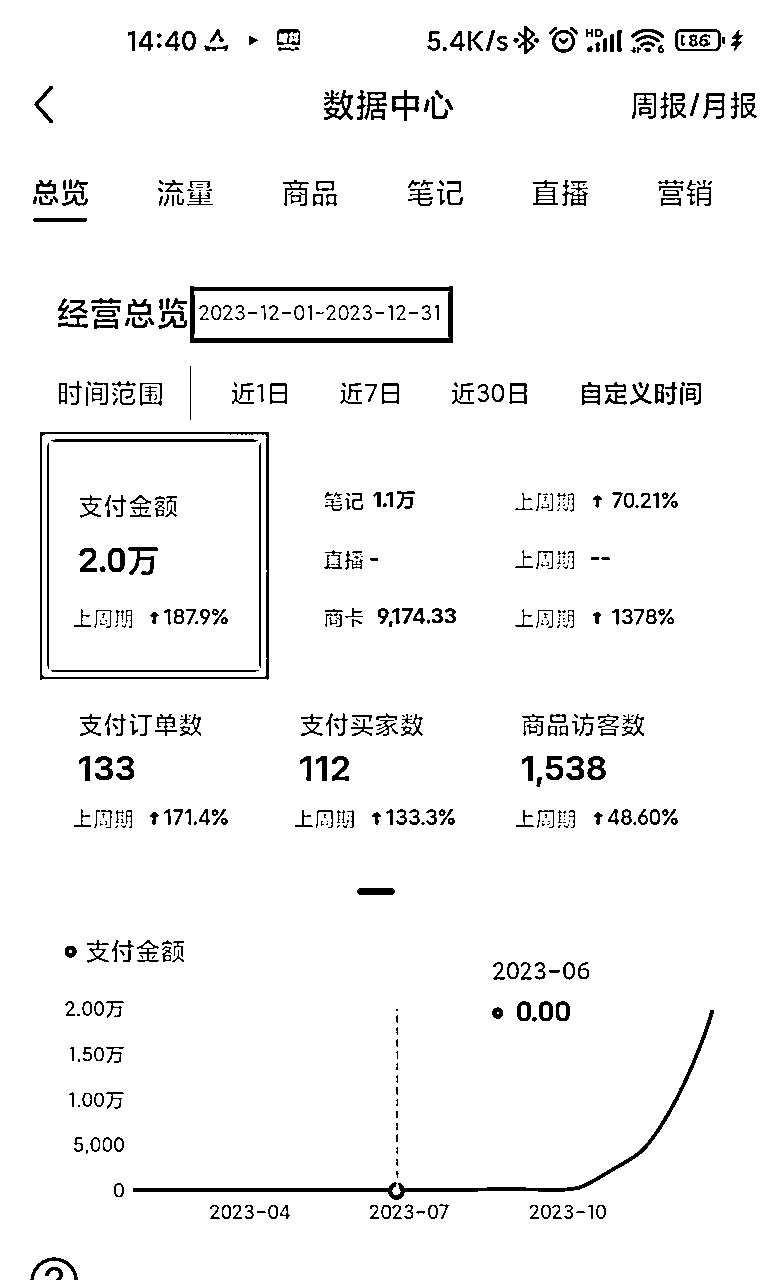 14:40 5.4K/s HD 6 86
数据中心 周报/月报
总览 流量 商品 笔记 直播 营销
经营总览 2023-12-01~2023-12-31
时间范围 近1日 近7日 近30日 自定义时间
支付金额
2.0万
上周期 ↑187.9%
笔记 1.1万 上周期 ↑ 70.21%
直播 - 上周期 --
商卡 9,174.33 上周期 ↑ 1378%
支付订单数 支付买家数 商品访客数
133 112 1,538
上周期 ↑171.4% 上周期 ↑133.3% 上周期 ↑48.60%
支付金额
2023-06
0.00
2.00万
1.50万
1.00万
5,000
0
2023-04 2023-07 2023-10